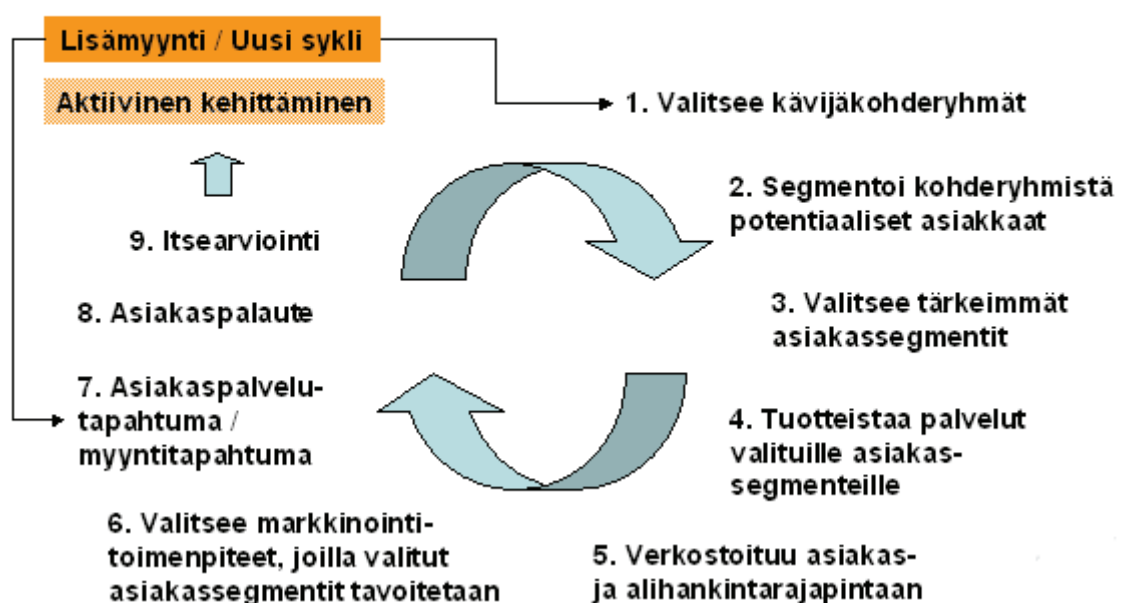 Lisämyynti / Uusi sykli
Aktiivinen kehittäminen
1. Valitsee kävijäkohderyhmät
2. Segmentoi kohderyhmistä
potentiaaliset asiakkaat
3. Valitsee tärkeimmät
asiakassegmentit
4. Tuotteistaa palvelut
valituille asiakas-
segmenteille
5. Verkostoituu asiakas-
ja alihankintarajapintaan
6. Valitsee markkinointi-
toimenpiteet, joilla valitut
asiakassegmentit tavoitetaan
7. Asiakaspalvelu-
tapahtuma /
myyntitapahtuma
8. Asiakaspalaute
9. Itsearviointi